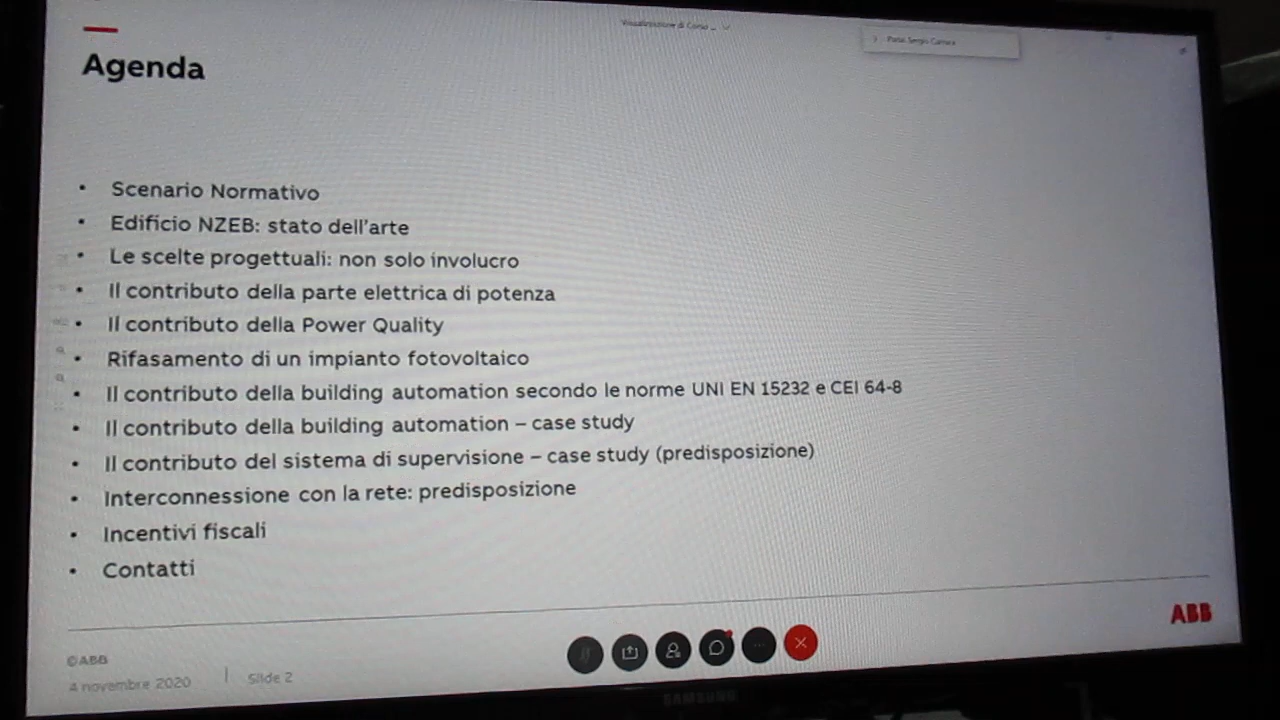 Agenda
• Scenario Normativo
• Edificio NZEB: stato dell'arte
• Le scelte progettuali: non solo involucro
• Il contributo della parte elettrica di potenza
• Il contributo della Power Quality
• Rifasamento di un impianto fotovoltaico
• Il contributo della building automation secondo le norme UNI EN 15232 e CEI 64-8
• Il contributo della building automation – case study
• Il contributo del sistema di supervisione – case study (predisposizione)
• Interconnessione con la rete: predisposizione
• Incentivi fiscali
• Contatti
ABB
©ABB
4 novembre 2020 | Slide 2
SAMSUNG